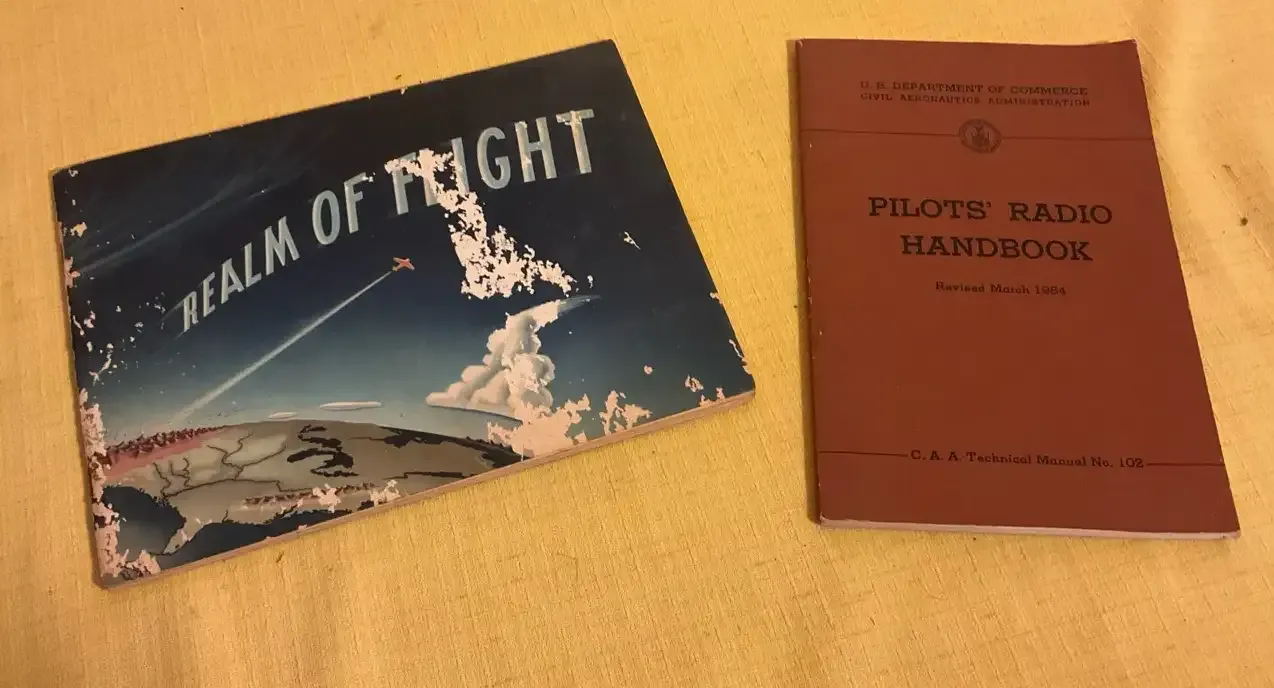 REALM OF FLIGHT
U. S. DEPARTMENT OF COMMERCE
CIVIL AERONAUTICS ADMINISTRATION
PILOTS' RADIO
HANDBOOK
Revised March 1954
C. A. A. Technical Manual No. 102